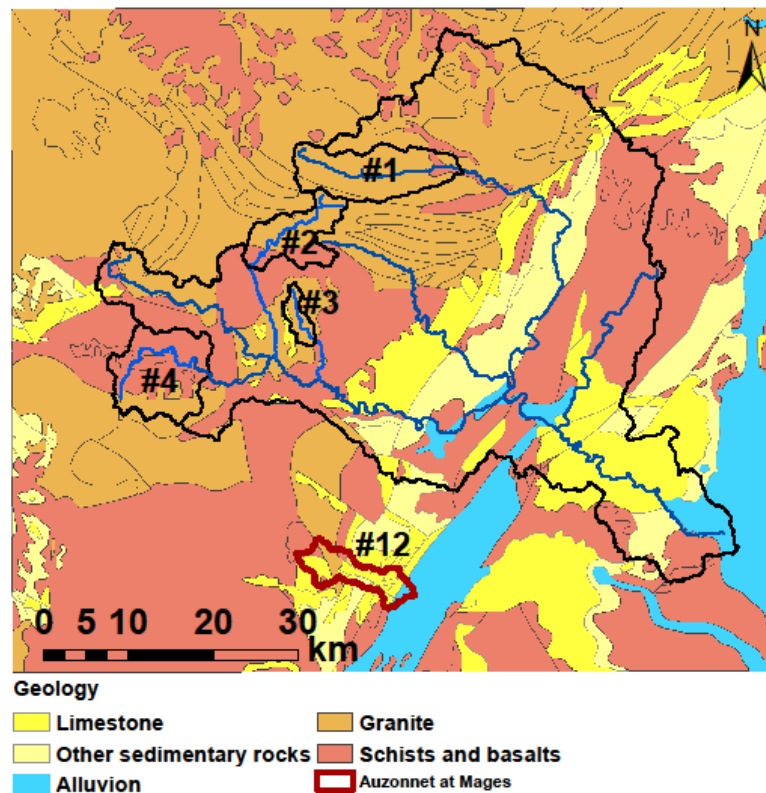 N
#1
#2
#3
#4
#12
0 5 10 20 30
km
Geology
Limestone Granite
Other sedimentary rocks Schists and basalts
Alluvion Auzonnet at Mages